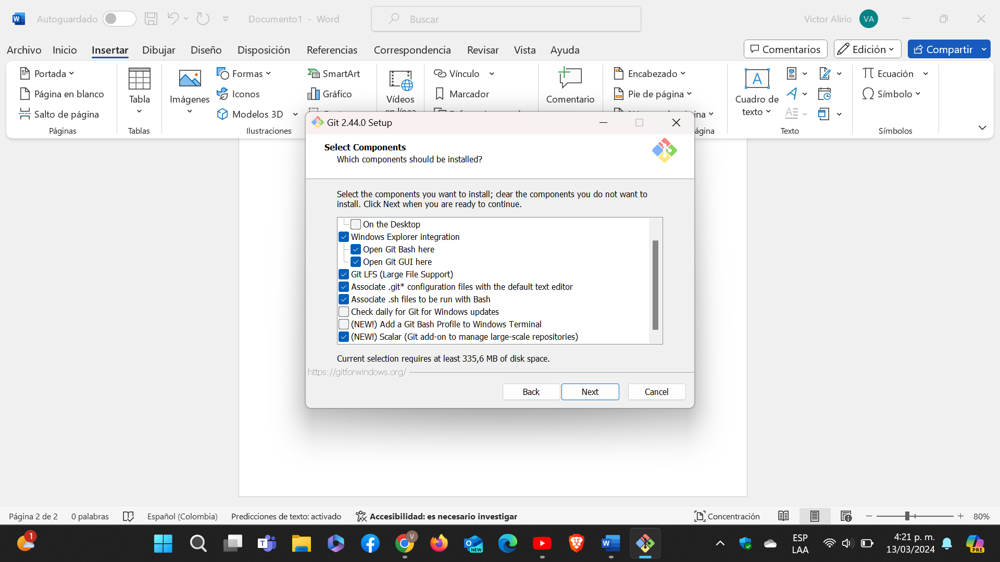 Autoguardado
Documento1 - Word
Buscar
Victor Alirio
VA
Archivo Inicio Insertar Dibujar Diseño Disposición Referencias Correspondencia Revisar Vista Ayuda
Comentarios
Edición
Compartir
Portada
Página en blanco
Salto de página
Páginas
Tabla
Tablas
Imágenes
Formas
Iconos
Modelos 3D
SmartArt
Gráfico
Ilustraciones
Vídeos
en línea
Vínculo
Marcador
Comentario
Encabezado
Pie de página
Cuadro de
texto
Texto
Ecuación
Símbolo
Símbolos
Git 2.44.0 Setup
Select Components
Which components should be installed?
Select the components you want to install; clear the components you do not want to
install. Click Next when you are ready to continue.
On the Desktop
Windows Explorer integration
Open Git Bash here
Open Git GUI here
Git LFS (Large File Support)
Associate .git* configuration files with the default text editor
Associate .sh files to be run with Bash
Check daily for Git for Windows updates
(NEW!) Add a Git Bash Profile to Windows Terminal
(NEW!) Scalar (Git add-on to manage large-scale repositories)
Current selection requires at least 335,6 MB of disk space.
https://gitforwindows.org/
Back
Next
Cancel
Página 2 de 2
0 palabras
Español (Colombia)
Predicciones de texto: activado
Accesibilidad: es necesario investigar
Concentración
80%
1
V
NEW
ESP
LAA
4:21 p. m.
13/03/2024
PRE